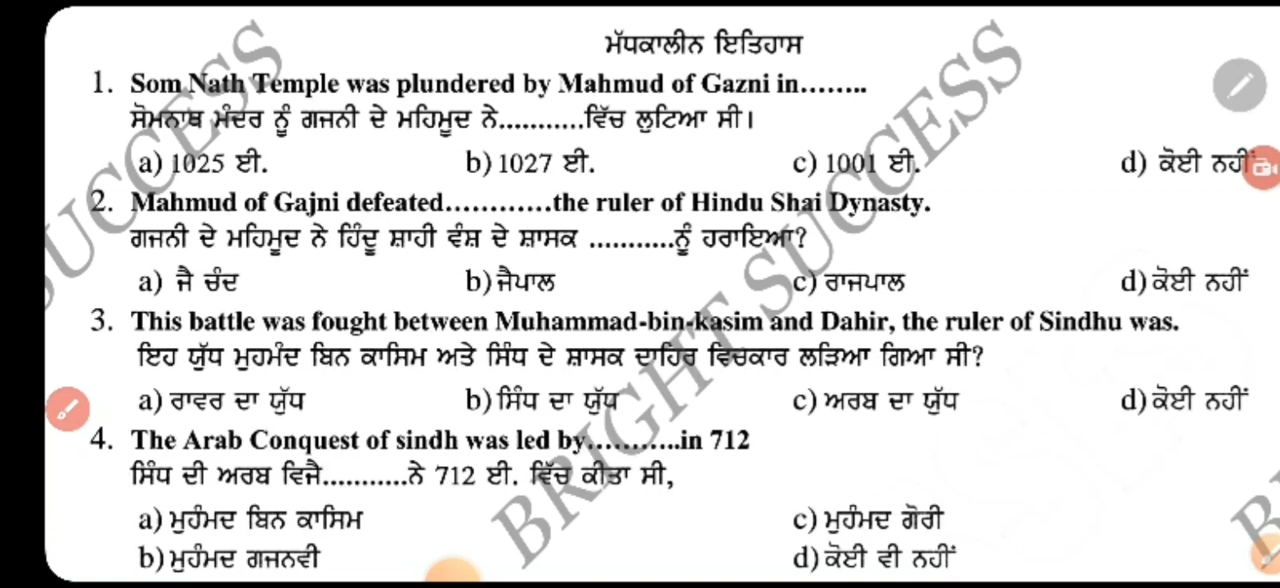 ਮੱਧਕਾਲੀਨ ਇਤਿਹਾਸ
1. Som Nath Temple was plundered by Mahmud of Gazni in........
ਸੋਮਨਾਥ ਮੰਦਰ ਨੂੰ ਗਜਨੀ ਦੇ ਮਹਿਮੂਦ ਨੇ............ਵਿੱਚ ਲੁਟਿਆ ਸੀ।
a) 1025 ਈ. b) 1027 ਈ. c) 1001 ਈ. d) ਕੋਈ ਨਹੀਂ
2. Mahmud of Gajni defeated............the ruler of Hindu Shai Dynasty.
ਗਜਨੀ ਦੇ ਮਹਿਮੂਦ ਨੇ ਹਿੰਦੂ ਸ਼ਾਹੀ ਵੰਸ਼ ਦੇ ਸ਼ਾਸਕ ...........ਨੂੰ ਹਰਾਇਆ?
a) ਜੈ ਚੰਦ b) ਜੈਪਾਲ c) ਰਾਜਪਾਲ d) ਕੋਈ ਨਹੀਂ
3. This battle was fought between Muhammad-bin-kasim and Dahir, the ruler of Sindhu was.
ਇਹ ਯੁੱਧ ਮੁਹਮੰਦ ਬਿਨ ਕਾਸਿਮ ਅਤੇ ਸਿੰਧ ਦੇ ਸ਼ਾਸਕ ਦਾਹਿਰ ਵਿਚਕਾਰ ਲੜਿਆ ਗਿਆ ਸੀ?
a) ਰਾਵਰ ਦਾ ਯੁੱਧ b) ਸਿੰਧ ਦਾ ਯੁੱਧ c) ਅਰਬ ਦਾ ਯੁੱਧ d) ਕੋਈ ਨਹੀਂ
4. The Arab Conquest of sindh was led by...........in 712
ਸਿੰਧ ਦੀ ਅਰਬ ਵਿਜੈ............ਨੇ 712 ਈ. ਵਿੱਚ ਕੀਤਾ ਸੀ,
a) ਮੁਹੰਮਦ ਬਿਨ ਕਾਸਿਮ c) ਮੁਹੰਮਦ ਗੋਰੀ
b) ਮੁਹੰਮਦ ਗਜਨਵੀ d) ਕੋਈ ਵੀ ਨਹੀਂ
BRIGHT SUCCESS